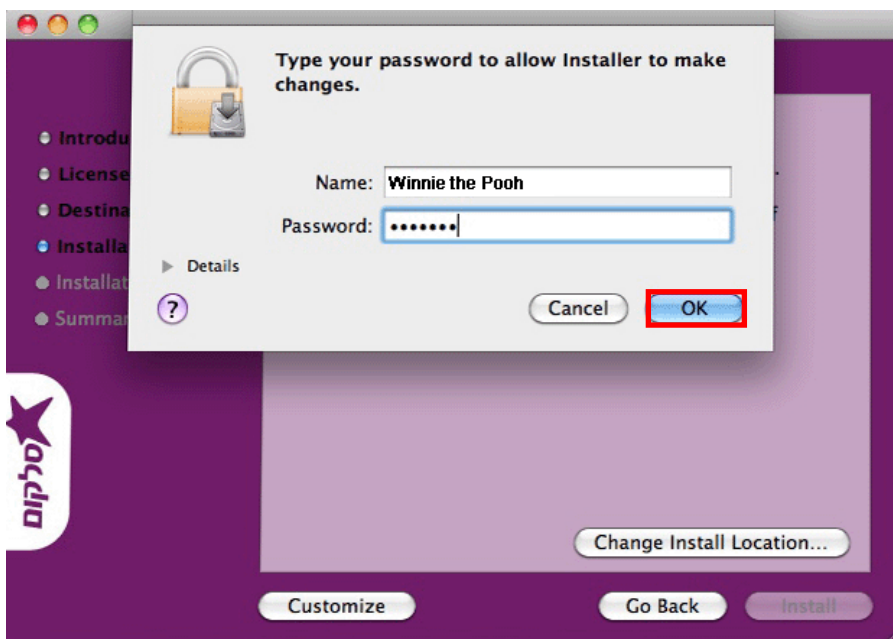 Type your password to allow Installer to make
changes.
Name: Winnie the Pooh
Password: •••••••
Details
?
Cancel OK
Introdu
License
Destina
Installa
Installat
Summar
סלקום
Change Install Location...
Customize Go Back Install